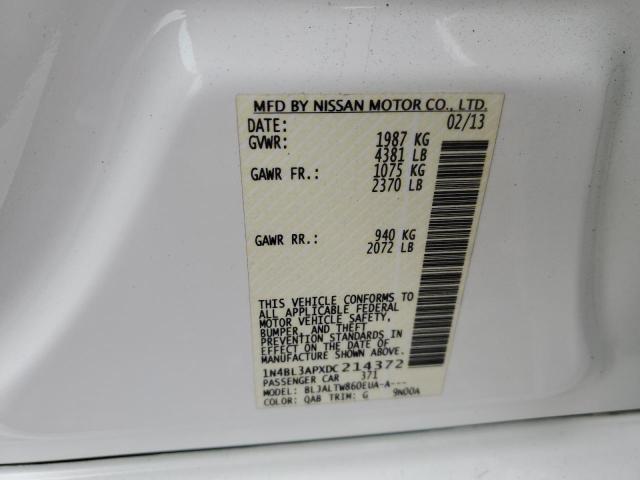 MFD BY NISSAN MOTOR CO., LTD.
DATE: 02/13
GVWR: 1987 KG
4381 LB
GAWR FR.: 1075 KG
2370 LB
GAWR RR.: 940 KG
2072 LB
THIS VEHICLE CONFORMS TO
ALL APPLICABLE FEDERAL
MOTOR VEHICLE SAFETY,
BUMPER, AND THEFT
PREVENTION STANDARDS IN
EFFECT ON THE DATE OF
MANUFACTURE SHOWN ABOVE.
1N4BL3APXDC214372
PASSENGER CAR 371
MODEL: BLJALTW860EUA-A---
COLOR: QAB TRIM: G 9N00A